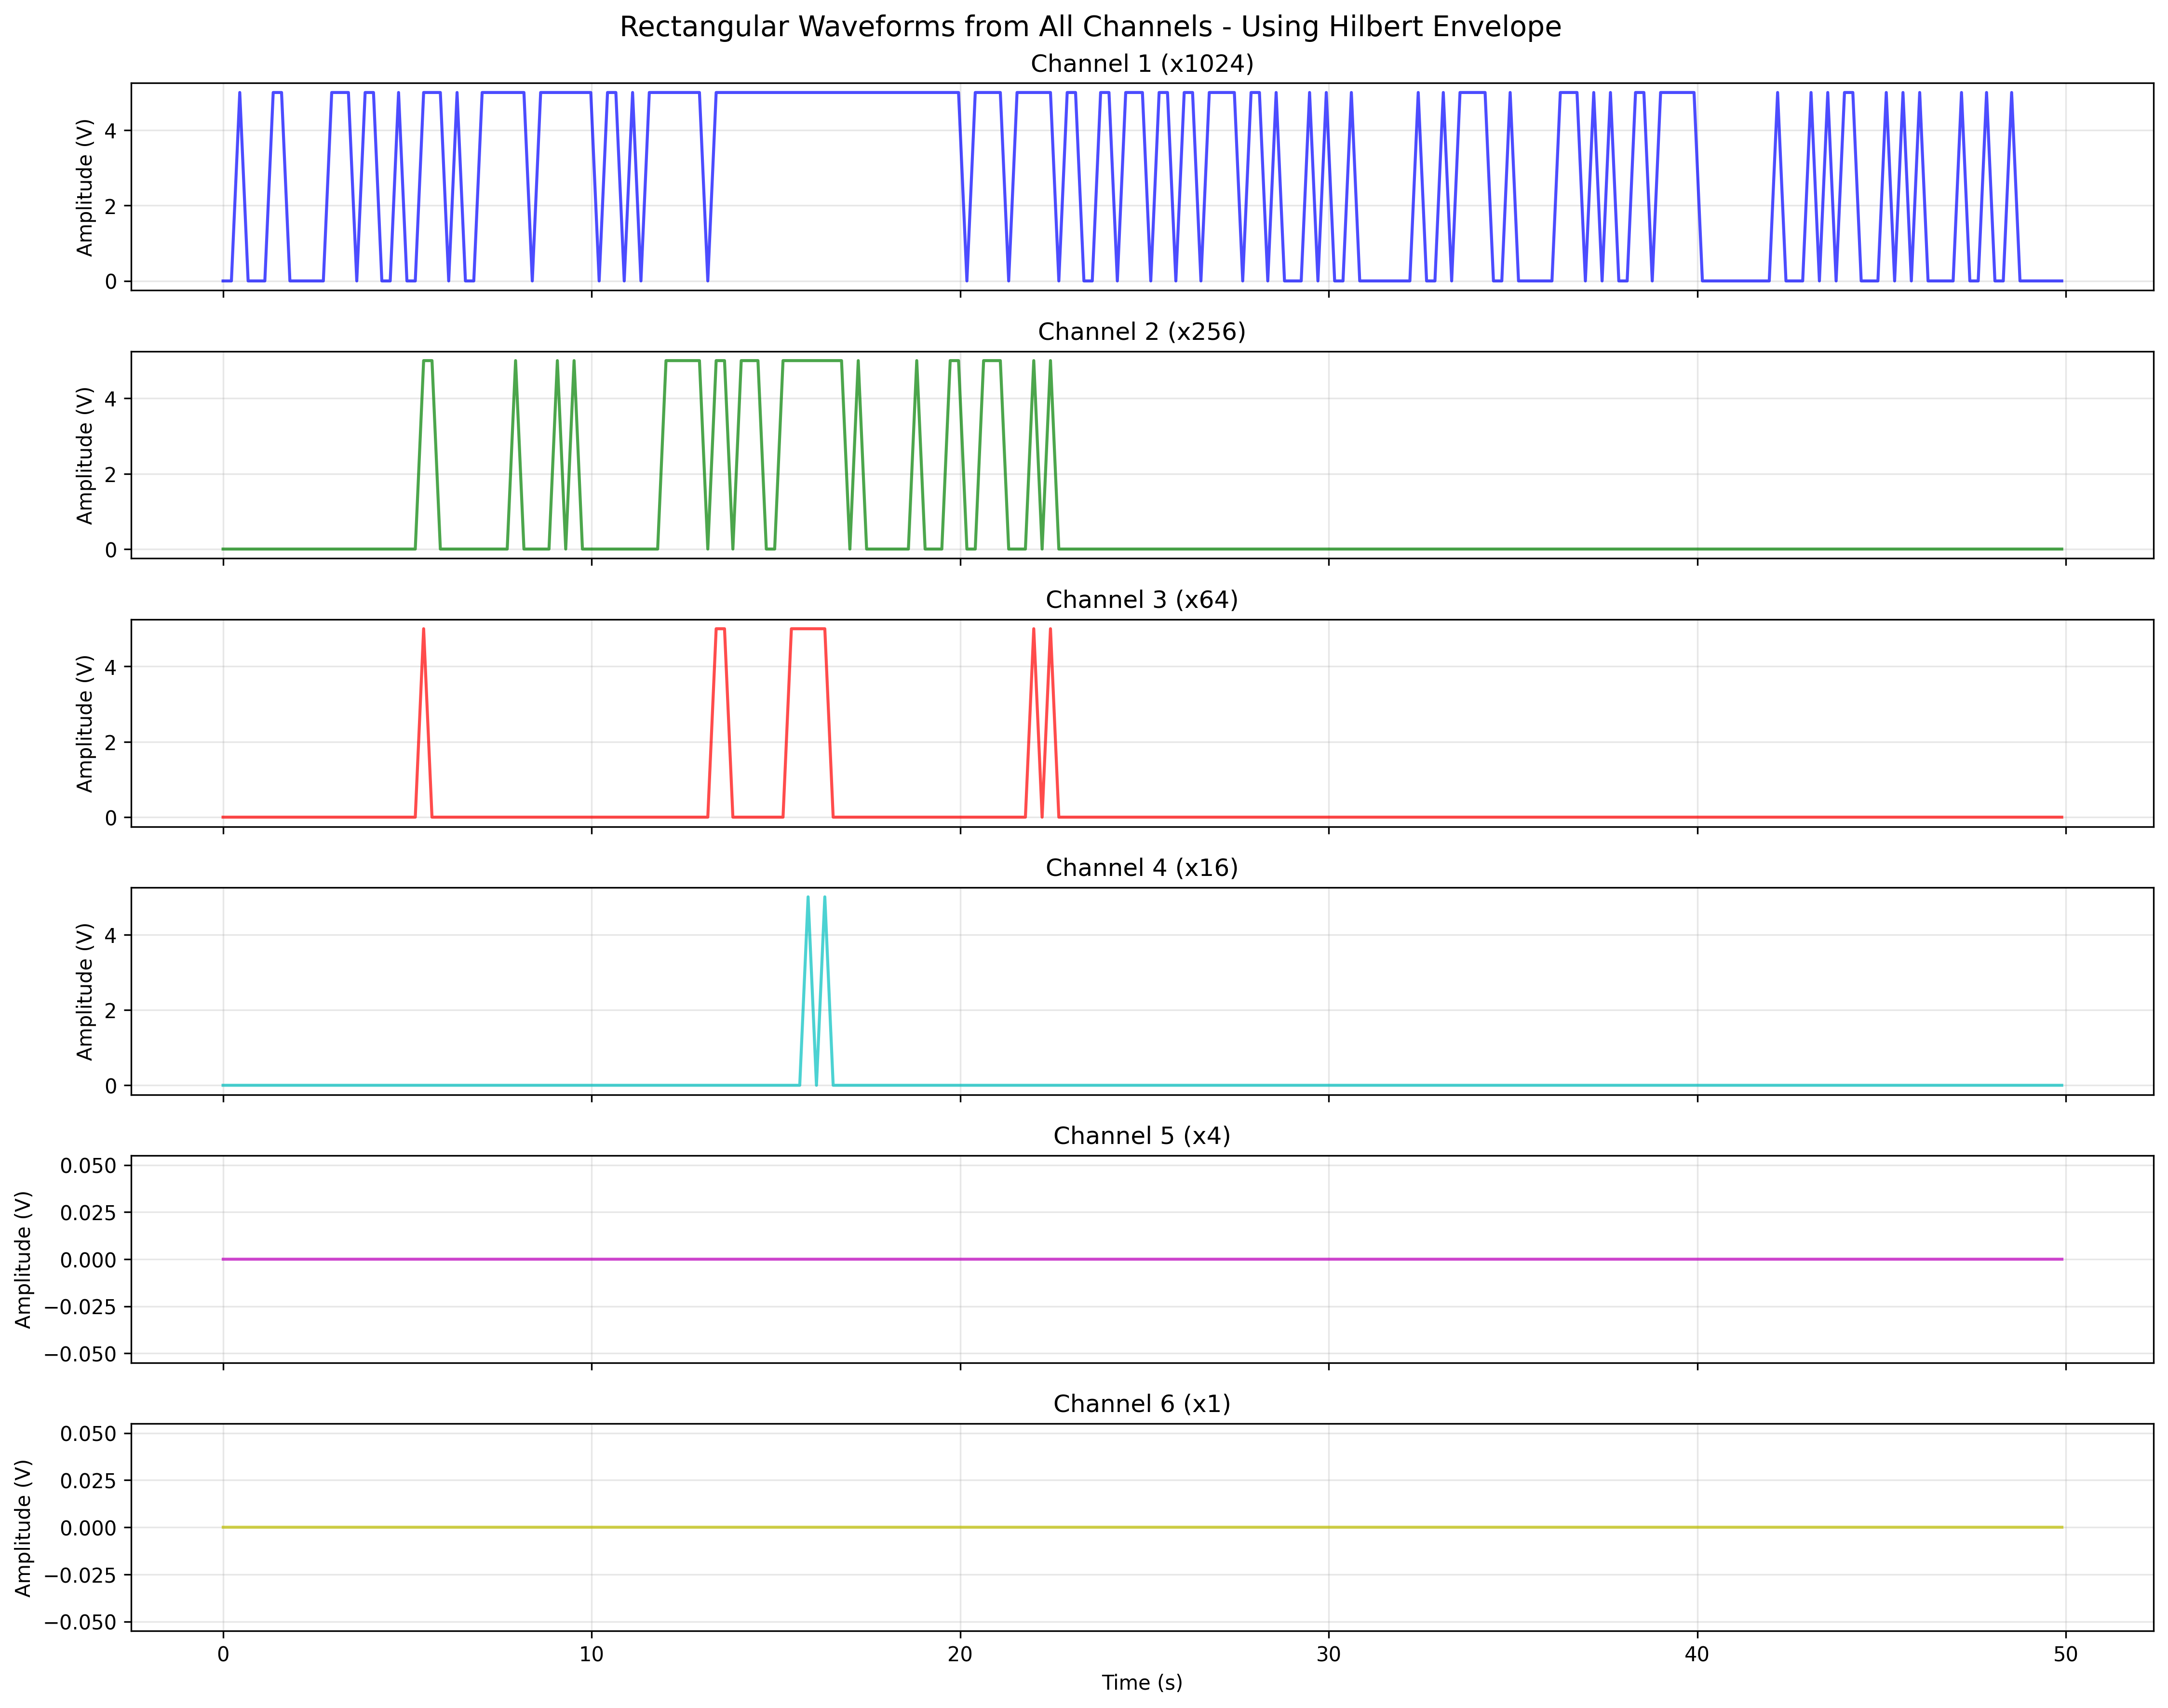 Rectangular Waveforms from All Channels - Using Hilbert Envelope
Channel 1 (x1024)
Amplitude (V)
4
2
0
Channel 2 (x256)
Amplitude (V)
4
2
0
Channel 3 (x64)
Amplitude (V)
4
2
0
Channel 4 (x16)
Amplitude (V)
4
2
0
Channel 5 (x4)
Amplitude (V)
0.050
0.025
0.000
−0.025
−0.050
Channel 6 (x1)
Amplitude (V)
0.050
0.025
0.000
−0.025
−0.050
0 10 20 30 40 50
Time (s)